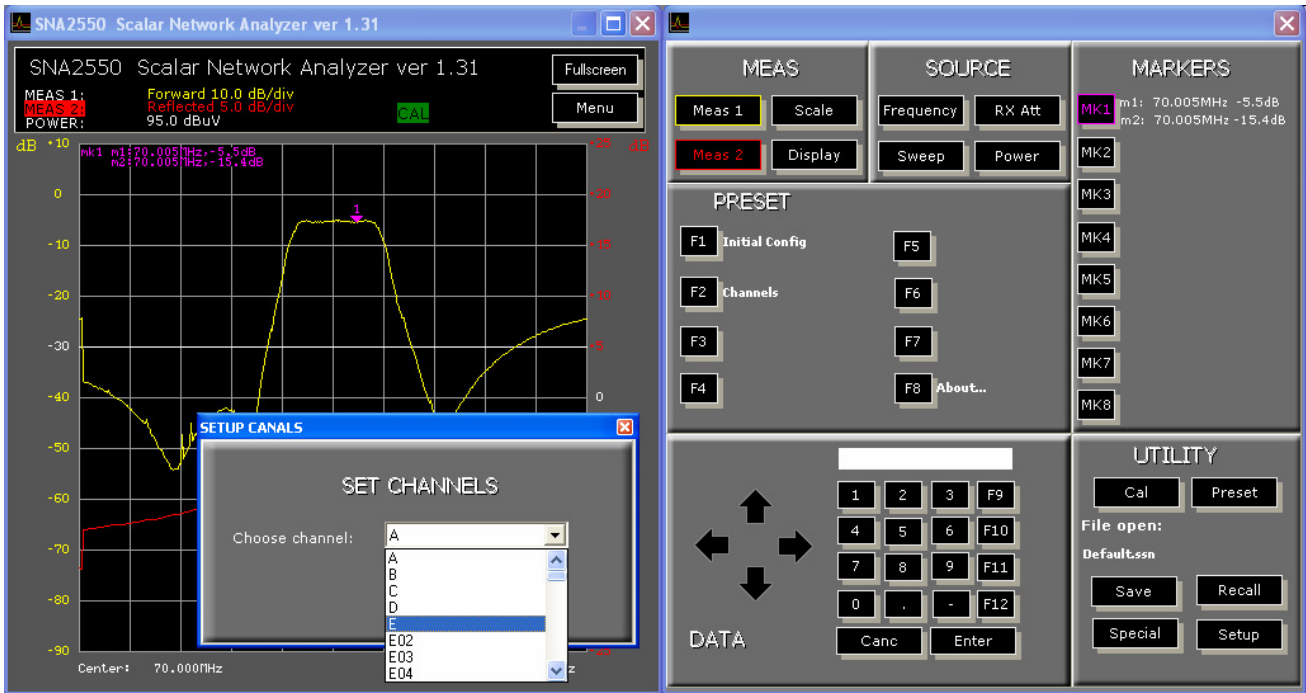 SNA2550 Scalar Network Analyzer ver 1.31
SNA2550 Scalar Network Analyzer ver 1.31
Fullscreen
MEAS 1: Forward 10.0 dB/div
MEAS 2: Reflected 5.0 dB/div
POWER: 95.0 dBuV
CAL
Menu
dB +10
mk1 m1:70.005MHz,-5.5dB
m2:70.005MHz,-15.4dB
+25 dB
0
-10
-20
-30
-40
-50
-60
-70
-80
-90
1
+10
+5
0
Center: 70.000MHz
z
SETUP CANALS
SET CHANNELS
Choose channel: A
A
B
C
D
E
E02
E03
E04
MEAS
Meas 1 Scale
Meas 2 Display
SOURCE
Frequency RX Att
Sweep Power
MARKERS
MK1 m1: 70.005MHz -5.5dB
m2: 70.005MHz -15.4dB
MK2
MK3
MK4
MK5
MK6
MK7
MK8
PRESET
F1 Initial Config
F2 Channels
F3
F4
F5
F6
F7
F8 About...
1 2 3 F9
4 5 6 F10
7 8 9 F11
0 . - F12
DATA
Canc Enter
UTILITY
Cal Preset
File open:
Default.ssn
Save Recall
Special Setup